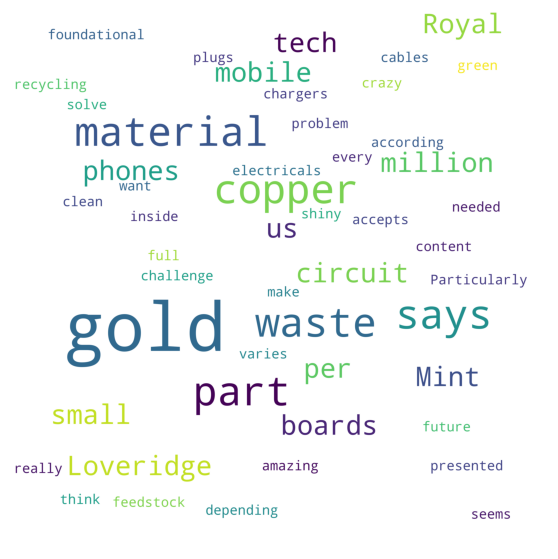 Royal
foundational
tech
plugs
cables
green
mobile
recycling
crazy
chargers
solve
material
problem
according
every
million
phones
electricals
want
copper
clean
needed
shiny
inside
accepts
us
content
full
challenge
circuit
Particularly
make
gold
waste
says
varies
per
part
Mint
small
boards
future
Loveridge
really
amazing
presented
think
feedstock
depending
seems